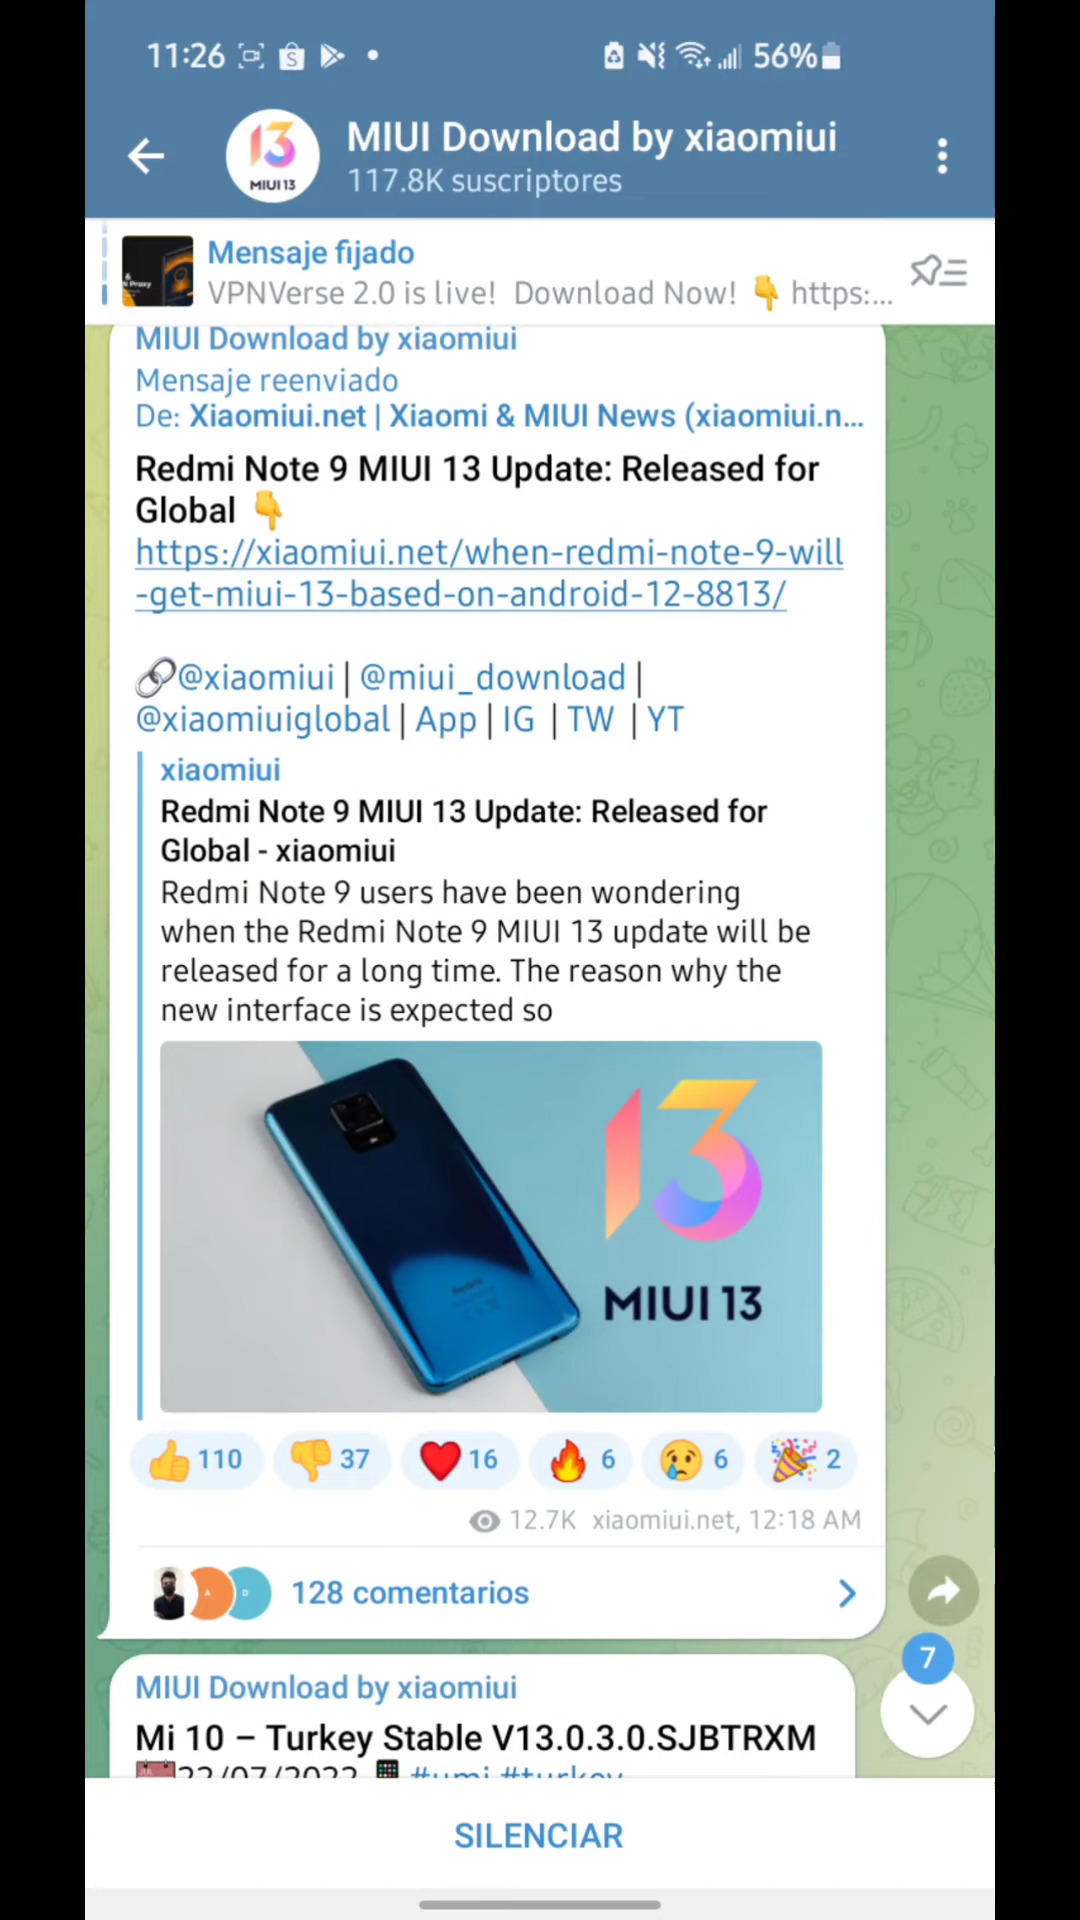 11:26
56%
MIUI Download by xiaomiui
117.8K suscriptores
MIUI 13
Mensaje fijado
VPNVerse 2.0 is live! Download Now! 👇 https:...
& 
N Proxy
MIUI Download by xiaomiui
Mensaje reenviado
De: Xiaomiui.net | Xiaomi & MIUI News (xiaomiui.n...
Redmi Note 9 MIUI 13 Update: Released for
Global 👇
https://xiaomiui.net/when-redmi-note-9-will
-get-miui-13-based-on-android-12-8813/
🔗@xiaomiui | @miui_download |
@xiaomiuiglobal | App | IG | TW | YT
xiaomiui
Redmi Note 9 MIUI 13 Update: Released for
Global - xiaomiui
Redmi Note 9 users have been wondering
when the Redmi Note 9 MIUI 13 update will be
released for a long time. The reason why the
new interface is expected so
13
MIUI 13
Redmi
👍 110 👎 37 ❤️ 16 🔥 6 😢 6 🎉 2
12.7K xiaomiui.net, 12:18 AM
A D
128 comentarios
7
MIUI Download by xiaomiui
Mi 10 – Turkey Stable V13.0.3.0.SJBTRXM
📅22/07/2022 📱 #umi #turkey
SILENCIAR